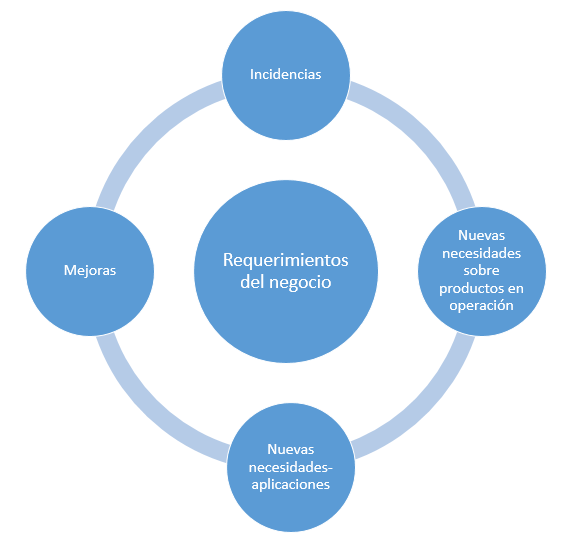 Incidencias
Nuevas
necesidades
sobre
productos en
operación
Requerimientos
del negocio
Mejoras
Nuevas
necesidades-
aplicaciones